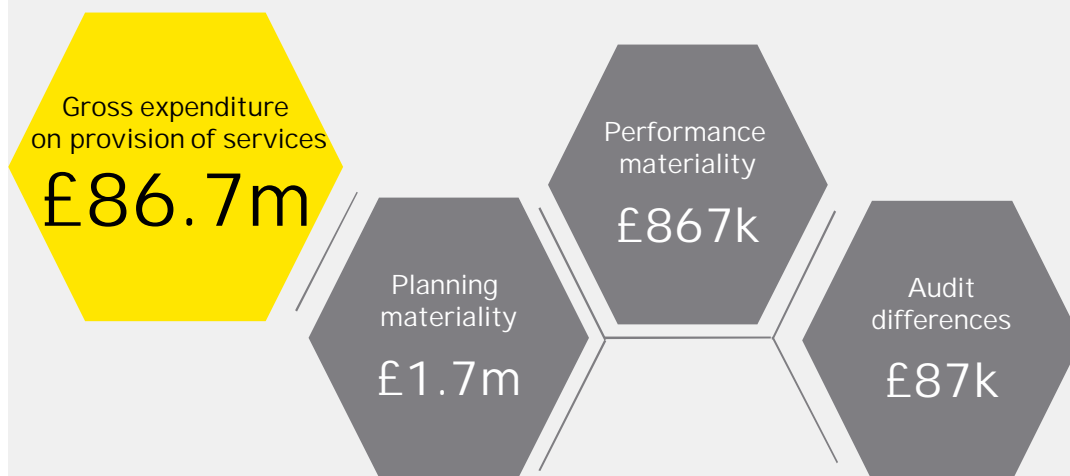 Gross expenditure
on provision of services
£86.7m
Planning
materiality
£1.7m
Performance
materiality
£867k
Audit
differences
£87k